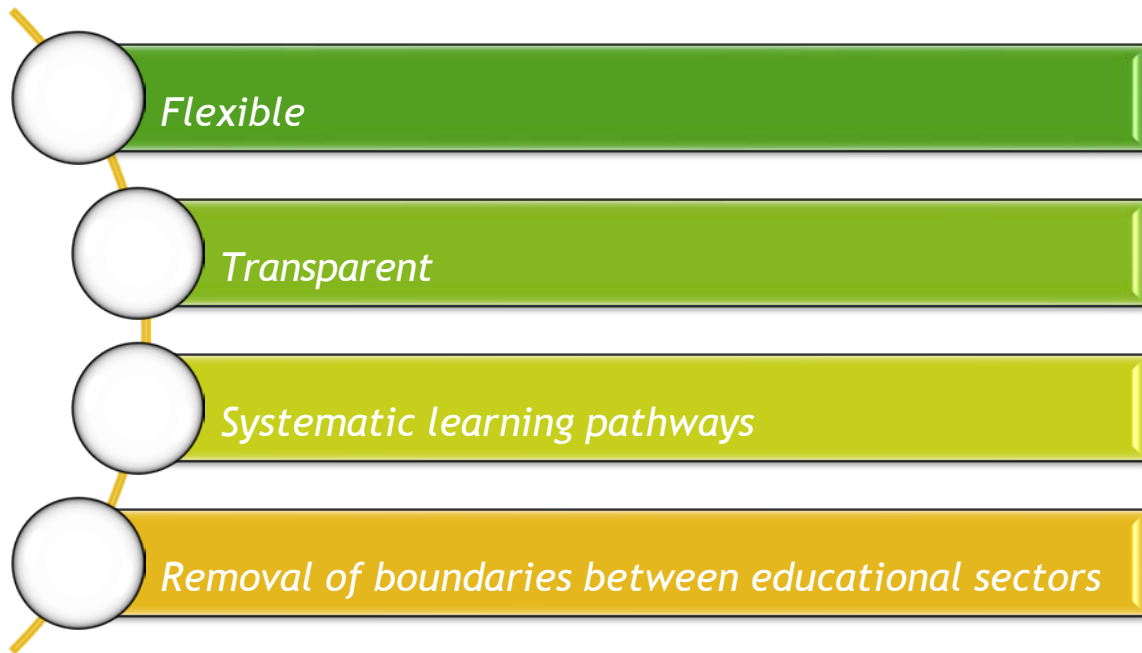 Flexible
Transparent
Systematic learning pathways
Removal of boundaries between educational sectors